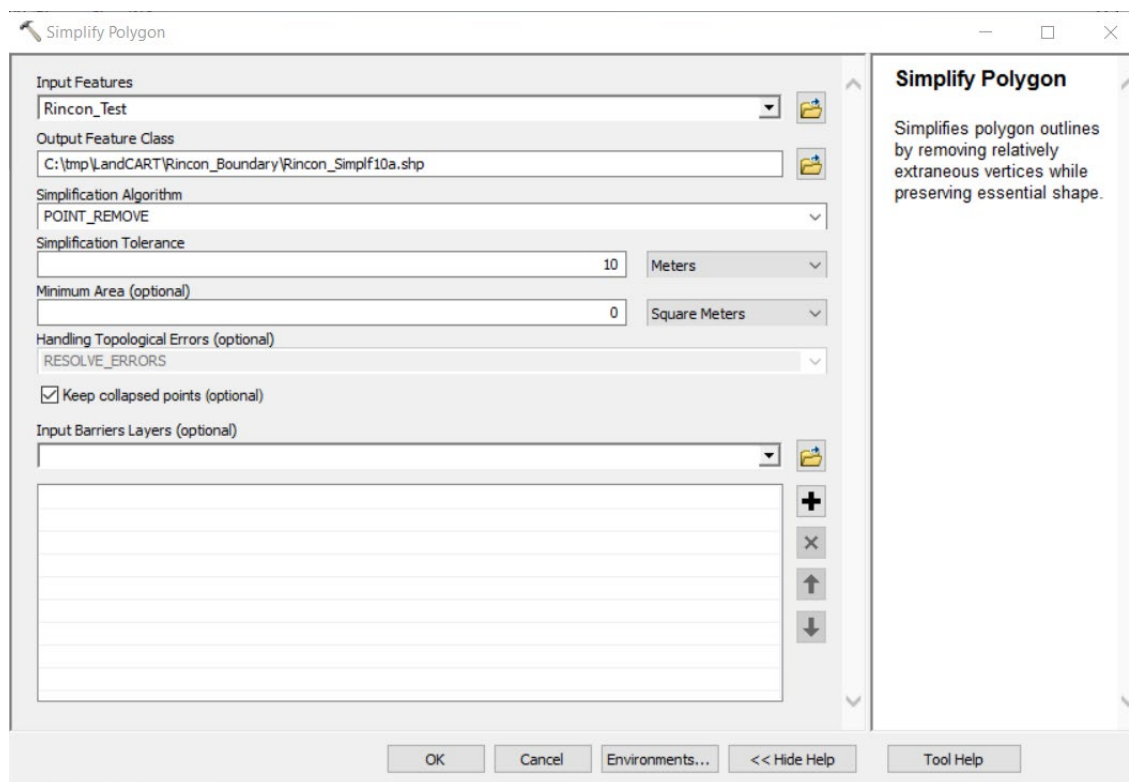 Simplify Polygon
Input Features
Rincon_Test
Output Feature Class
C:\tmp\LandCART\Rincon_Boundary\Rincon_Simplf10a.shp
Simplification Algorithm
POINT_REMOVE
Simplification Tolerance
10 Meters
Minimum Area (optional)
0 Square Meters
Handling Topological Errors (optional)
RESOLVE_ERRORS
Keep collapsed points (optional)
Input Barriers Layers (optional)
OK Cancel Environments... << Hide Help Tool Help
Simplify Polygon
Simplifies polygon outlines
by removing relatively
extraneous vertices while
preserving essential shape.